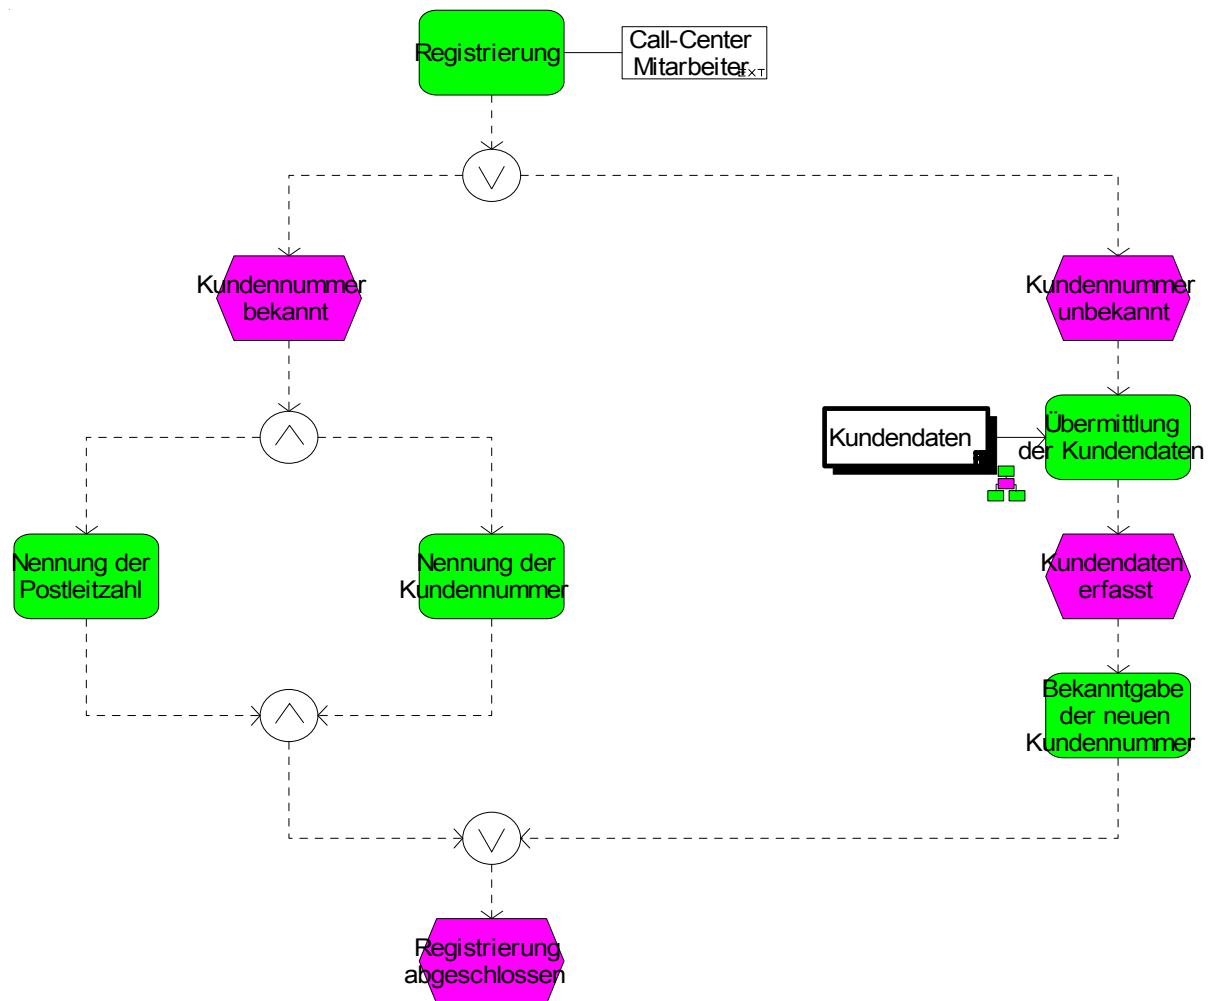 Registrierung
Call-Center
Mitarbeiter
EXT
Kundennummer
bekannt
Kundennummer
unbekannt
Kundendaten
Übermittlung
der Kundendaten
Nennung der
Postleitzahl
Nennung der
Kundennummer
Kundendaten
erfasst
Bekanntgabe
der neuen
Kundennummer
Registrierung
abgeschlossen